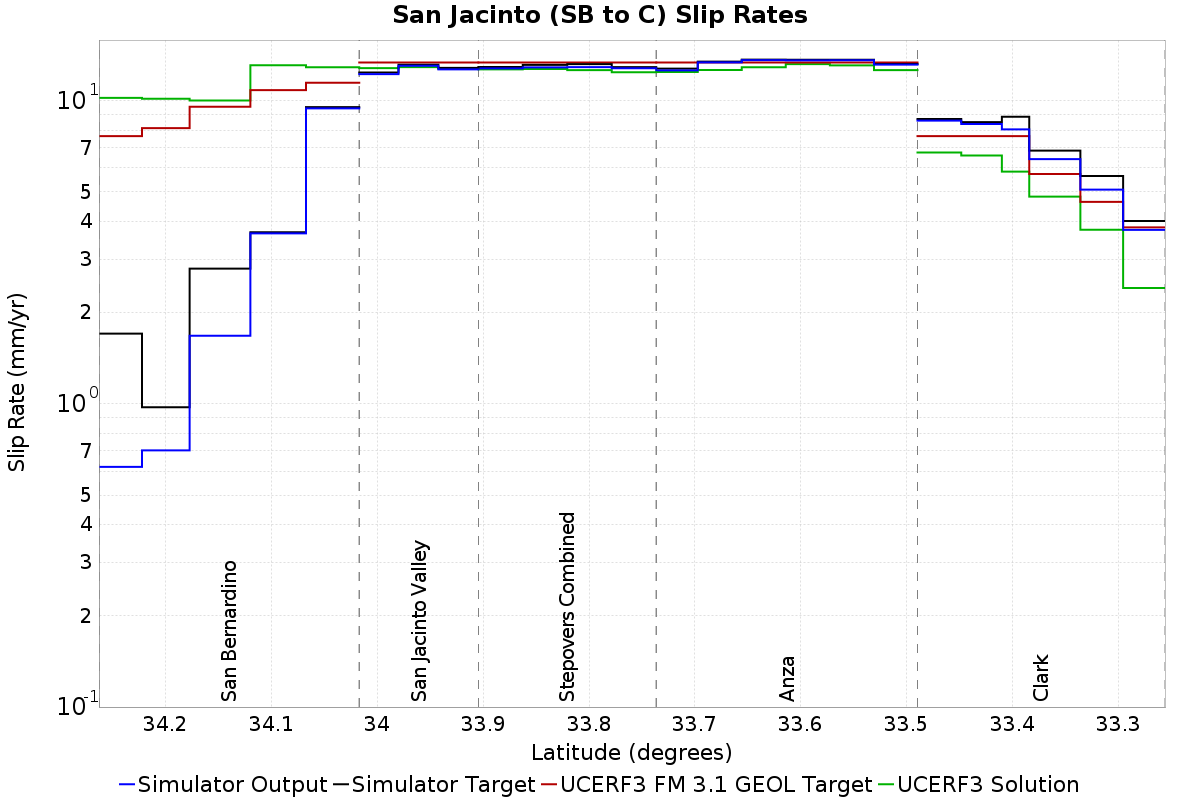 San Jacinto (SB to C) Slip Rates
Slip Rate (mm/yr)
10^1
7
5
4
3
2
10^0
7
5
4
3
2
10^-1
San Bernardino
San Jacinto Valley
Stepovers Combined
Anza
Clark
34.2 34.1 34 33.9 33.8 33.7 33.6 33.5 33.4 33.3
Latitude (degrees)
Simulator Output Simulator Target UCERF3 FM 3.1 GEOL Target UCERF3 Solution